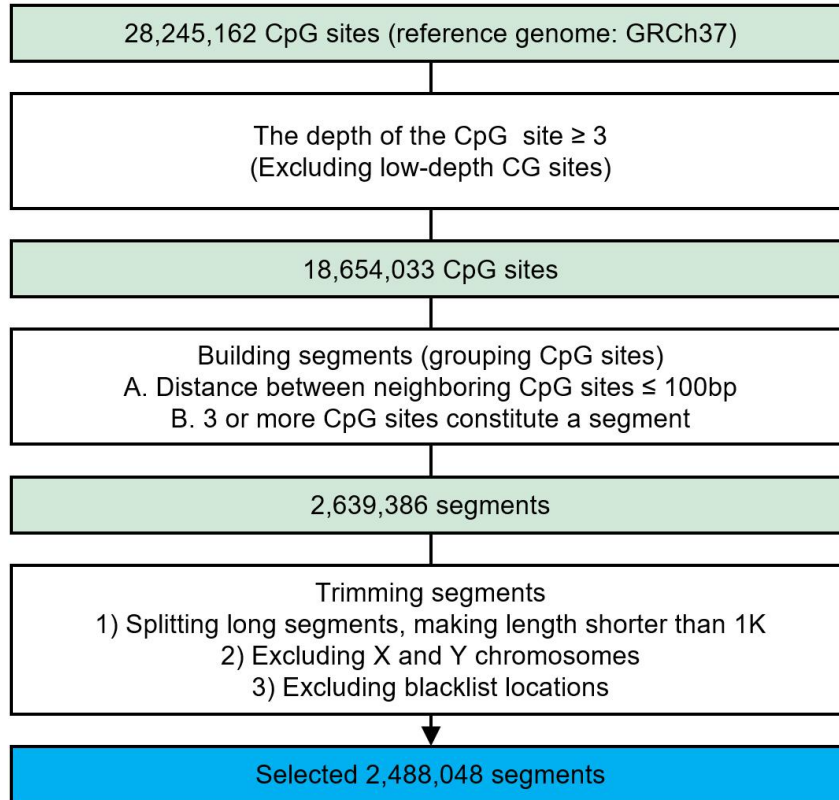 28,245,162 CpG sites (reference genome: GRCh37)
The depth of the CpG site ≥ 3
(Excluding low-depth CG sites)
18,654,033 CpG sites
Building segments (grouping CpG sites)
A. Distance between neighboring CpG sites ≤ 100bp
B. 3 or more CpG sites constitute a segment
2,639,386 segments
Trimming segments
1) Splitting long segments, making length shorter than 1K
2) Excluding X and Y chromosomes
3) Excluding blacklist locations
Selected 2,488,048 segments